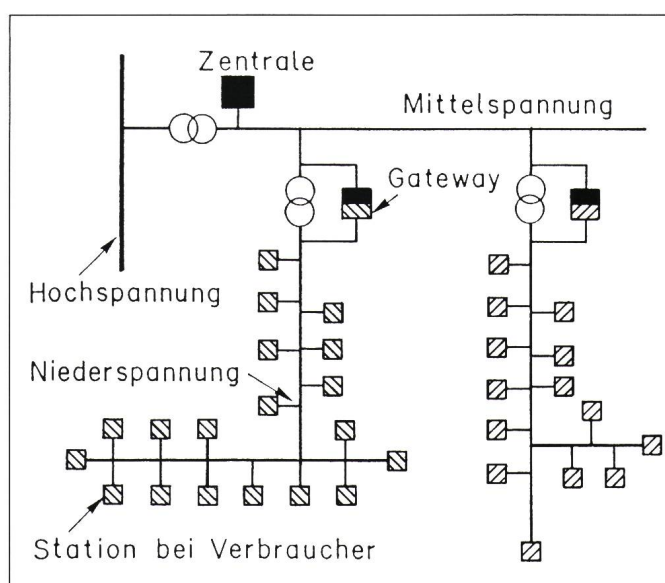 Zentrale
Mittelspannung
Gateway
Hochspannung
Niederspannung
Station bei Verbraucher